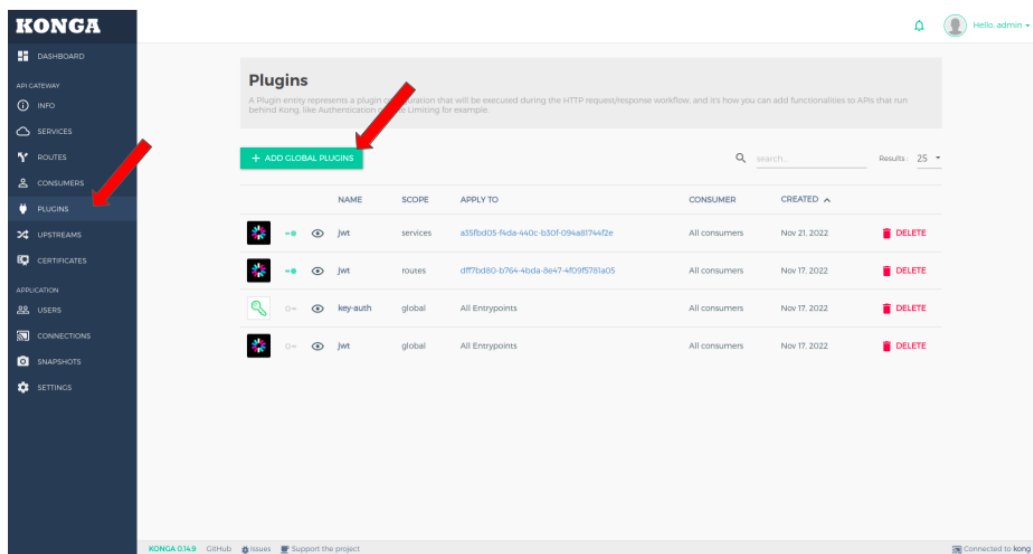 KONGA
Hello, admin
DASHBOARD
API GATEWAY
INFO
SERVICES
ROUTES
CONSUMERS
PLUGINS
UPSTREAMS
CERTIFICATES
APPLICATION
USERS
CONNECTIONS
SNAPSHOTS
SETTINGS
Plugins
A Plugin entity represents a plugin configuration that will be executed during the HTTP request/response workflow, and it's how you can add functionalities to APIs that run
behind Kong, like Authentication Limiting for example.
+ ADD GLOBAL PLUGINS
search...
Results: 25
NAME SCOPE APPLY TO CONSUMER CREATED
jwt services a35fbd05-f4da-440c-b30f-094a81744f2e All consumers Nov 21, 2022 DELETE
jwt routes dff7bd80-b764-4bda-8e47-4f09f5781a05 All consumers Nov 17, 2022 DELETE
key-auth global All Entrypoints All consumers Nov 17, 2022 DELETE
jwt global All Entrypoints All consumers Nov 17, 2022 DELETE
KONGA 0.14.9 GitHub Issues Support the project
Connected to kong